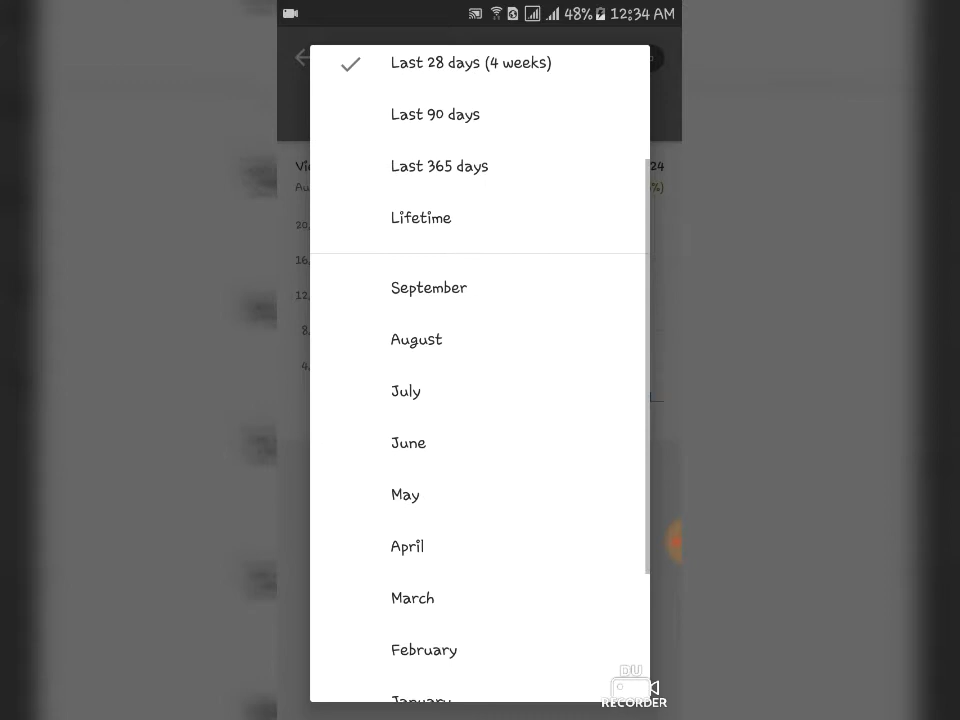 48% 12:34 AM
Last 28 days (4 weeks)
Last 90 days
Last 365 days
24
Lifetime
September
August
July
June
May
April
March
February
January
DU
RECORDER